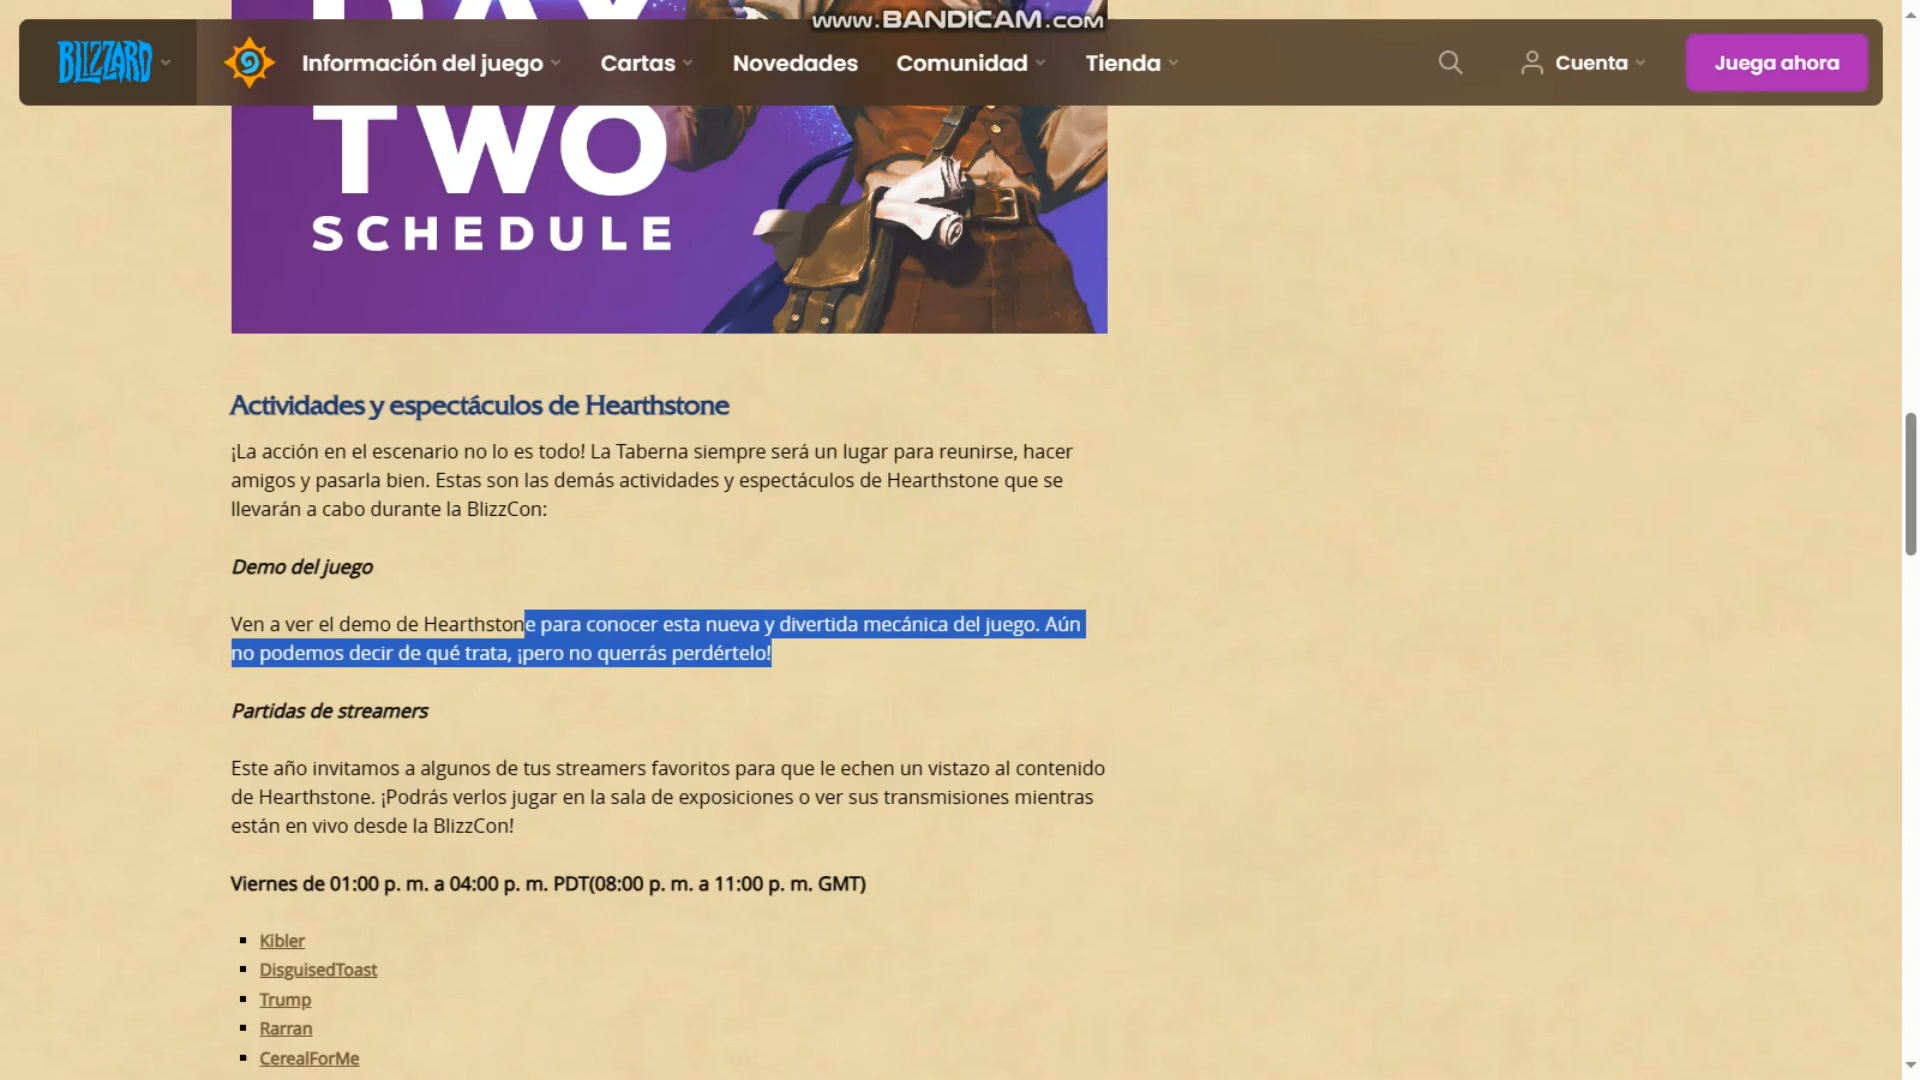 www.BANDICAM.com
BLIZZARD
Información del juego
Cartas
Novedades
Comunidad
Tienda
Cuenta
Juega ahora
DAY
TWO
SCHEDULE
Actividades y espectáculos de Hearthstone
¡La acción en el escenario no lo es todo! La Taberna siempre será un lugar para reunirse, hacer
amigos y pasarla bien. Estas son las demás actividades y espectáculos de Hearthstone que se
llevarán a cabo durante la BlizzCon:
Demo del juego
Ven a ver el demo de Hearthstone para conocer esta nueva y divertida mecánica del juego. Aún
no podemos decir de qué trata, ¡pero no querrás perdértelo!
Partidas de streamers
Este año invitamos a algunos de tus streamers favoritos para que le echen un vistazo al contenido
de Hearthstone. ¡Podrás verlos jugar en la sala de exposiciones o ver sus transmisiones mientras
están en vivo desde la BlizzCon!
Viernes de 01:00 p. m. a 04:00 p. m. PDT(08:00 p. m. a 11:00 p. m. GMT)
Kibler
DisguisedToast
Trump
Rarran
CerealForMe